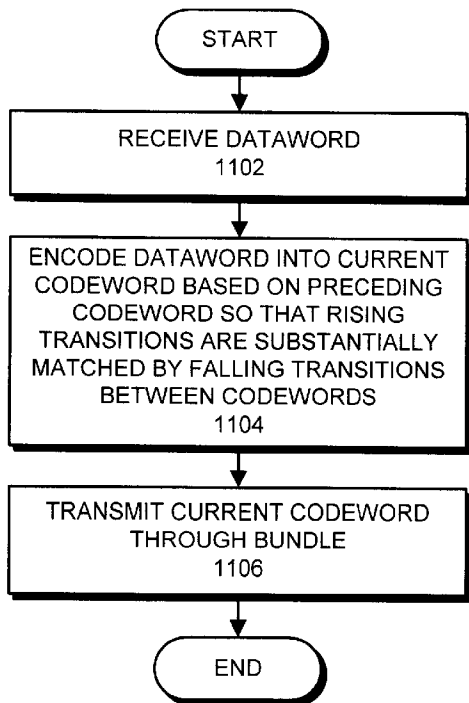 START
RECEIVE DATAWORD
1102
ENCODE DATAWORD INTO CURRENT
CODEWORD BASED ON PRECEDING
CODEWORD SO THAT RISING
TRANSITIONS ARE SUBSTANTIALLY
MATCHED BY FALLING TRANSITIONS
BETWEEN CODEWORDS
1104
TRANSMIT CURRENT CODEWORD
THROUGH BUNDLE
1106
END